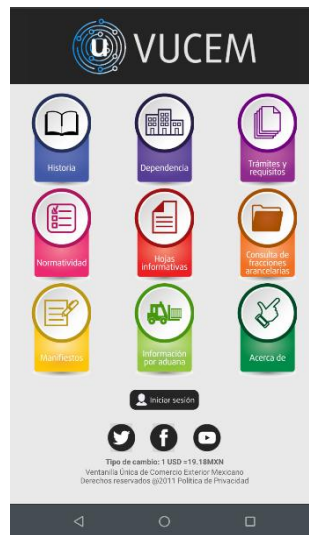 VUCEM
Historia
Dependencia
Trámites y
requisitos
Normatividad
Hojas
informativas
Consulta de
fracciones
arancelarias
Manifiestos
Información
por aduana
Acerca de
Iniciar sesión
Tipo de cambio: 1 USD =19.18MXN
Ventanilla Única de Comercio Exterior Mexicano
Derechos reservados @2011 Política de Privacidad